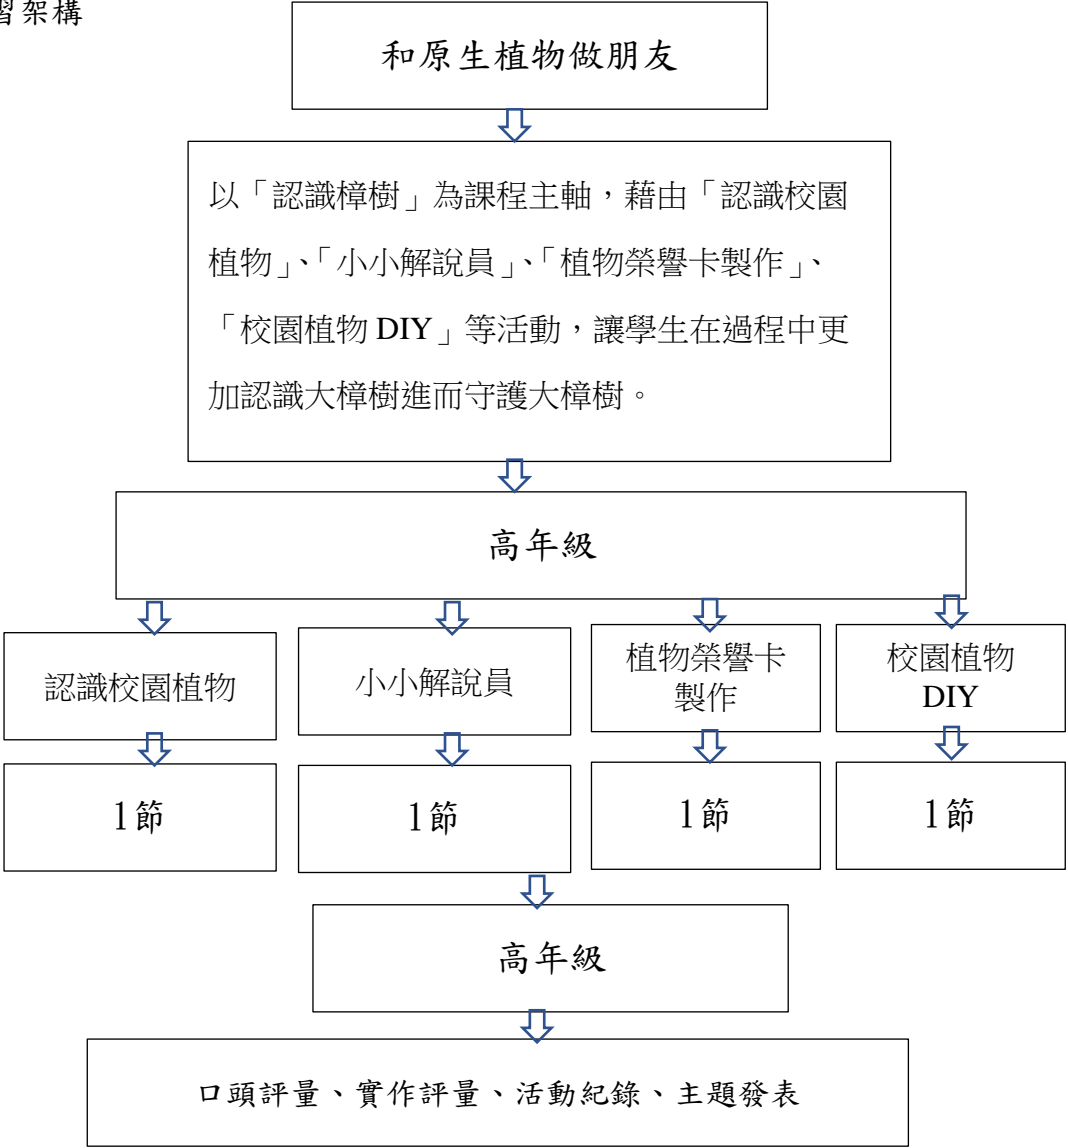 習架構
和原生植物做朋友
以「認識樟樹」為課程主軸，藉由「認識校園
植物」、「小小解說員」、「植物榮譽卡製作」、
「校園植物 DIY」等活動，讓學生在過程中更
加認識大樟樹進而守護大樟樹。
高年級
認識校園植物
小小解說員
植物榮譽卡
製作
校園植物
DIY
1節
1節
1節
1節
高年級
口頭評量、實作評量、活動紀錄、主題發表